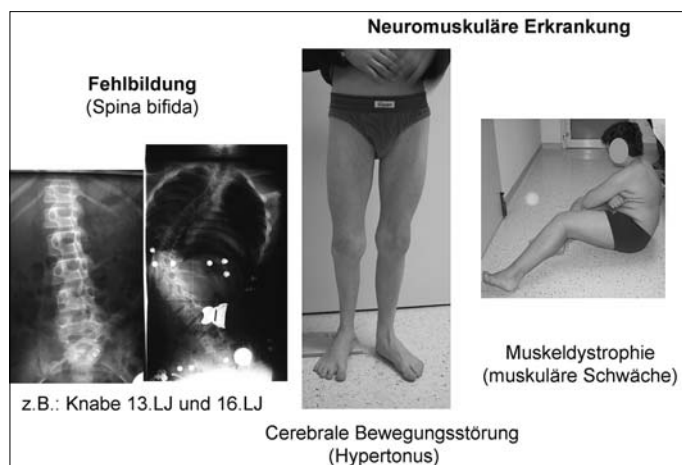 Neuromuskuläre Erkrankung
Fehlbildung
(Spina bifida)
z.B.: Knabe 13.LJ und 16.LJ
Cerebrale Bewegungsstörung
(Hypertonus)
Muskeldystrophie
(muskuläre Schwäche)